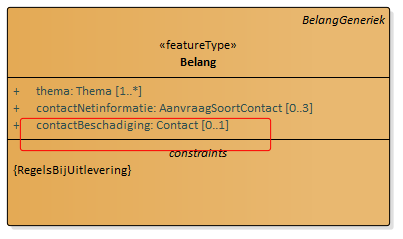 BelangGeneriek
«featureType»
Belang
+ thema: Thema [1..*]
+ contactNetinformatie: AanvraagSoortContact [0..3]
+ contactBeschadiging: Contact [0..1]
constraints
{RegelsBijUitlevering}